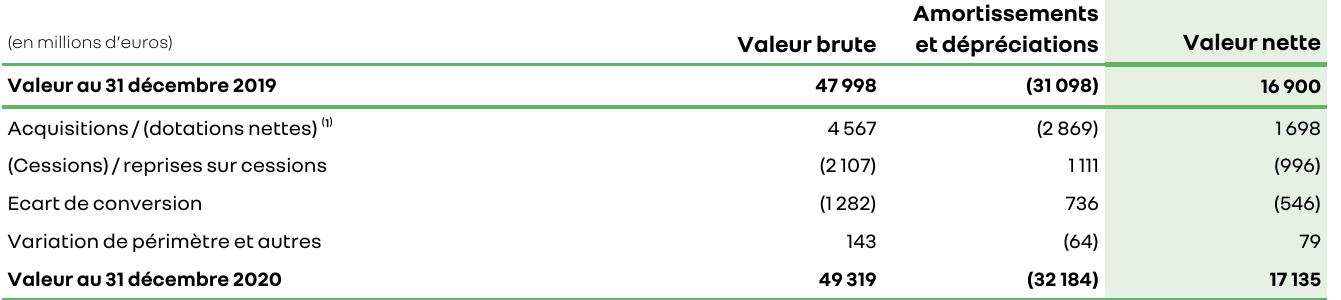 (en millions d’euros) Valeur brute Amortissements et dépréciations Valeur nette
Valeur au 31 décembre 2019 47 998 (31 098) 16 900
Acquisitions / (dotations nettes) (1) 4 567 (2 869) 1 698
(Cessions) / reprises sur cessions (2 107) 1 111 (996)
Ecart de conversion (1 282) 736 (546)
Variation de périmètre et autres 143 (64) 79
Valeur au 31 décembre 2020 49 319 (32 184) 17 135